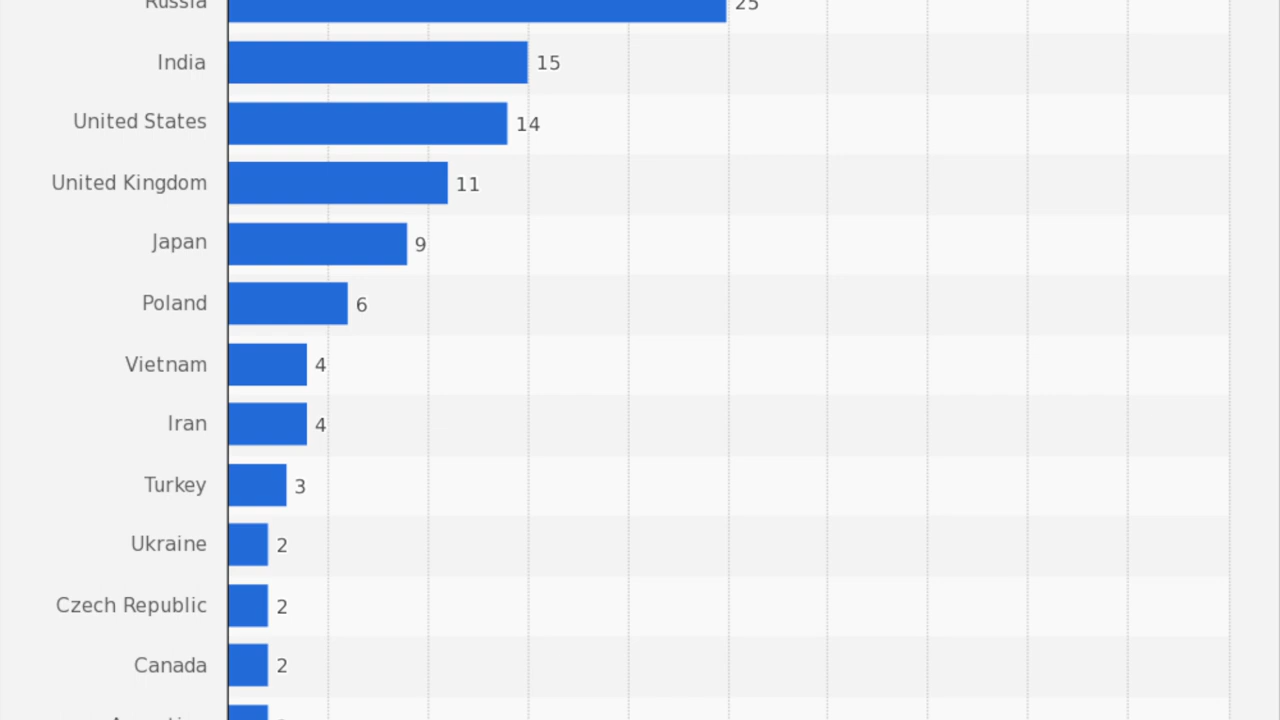 Russia 25
India 15
United States 14
United Kingdom 11
Japan 9
Poland 6
Vietnam 4
Iran 4
Turkey 3
Ukraine 2
Czech Republic 2
Canada 2